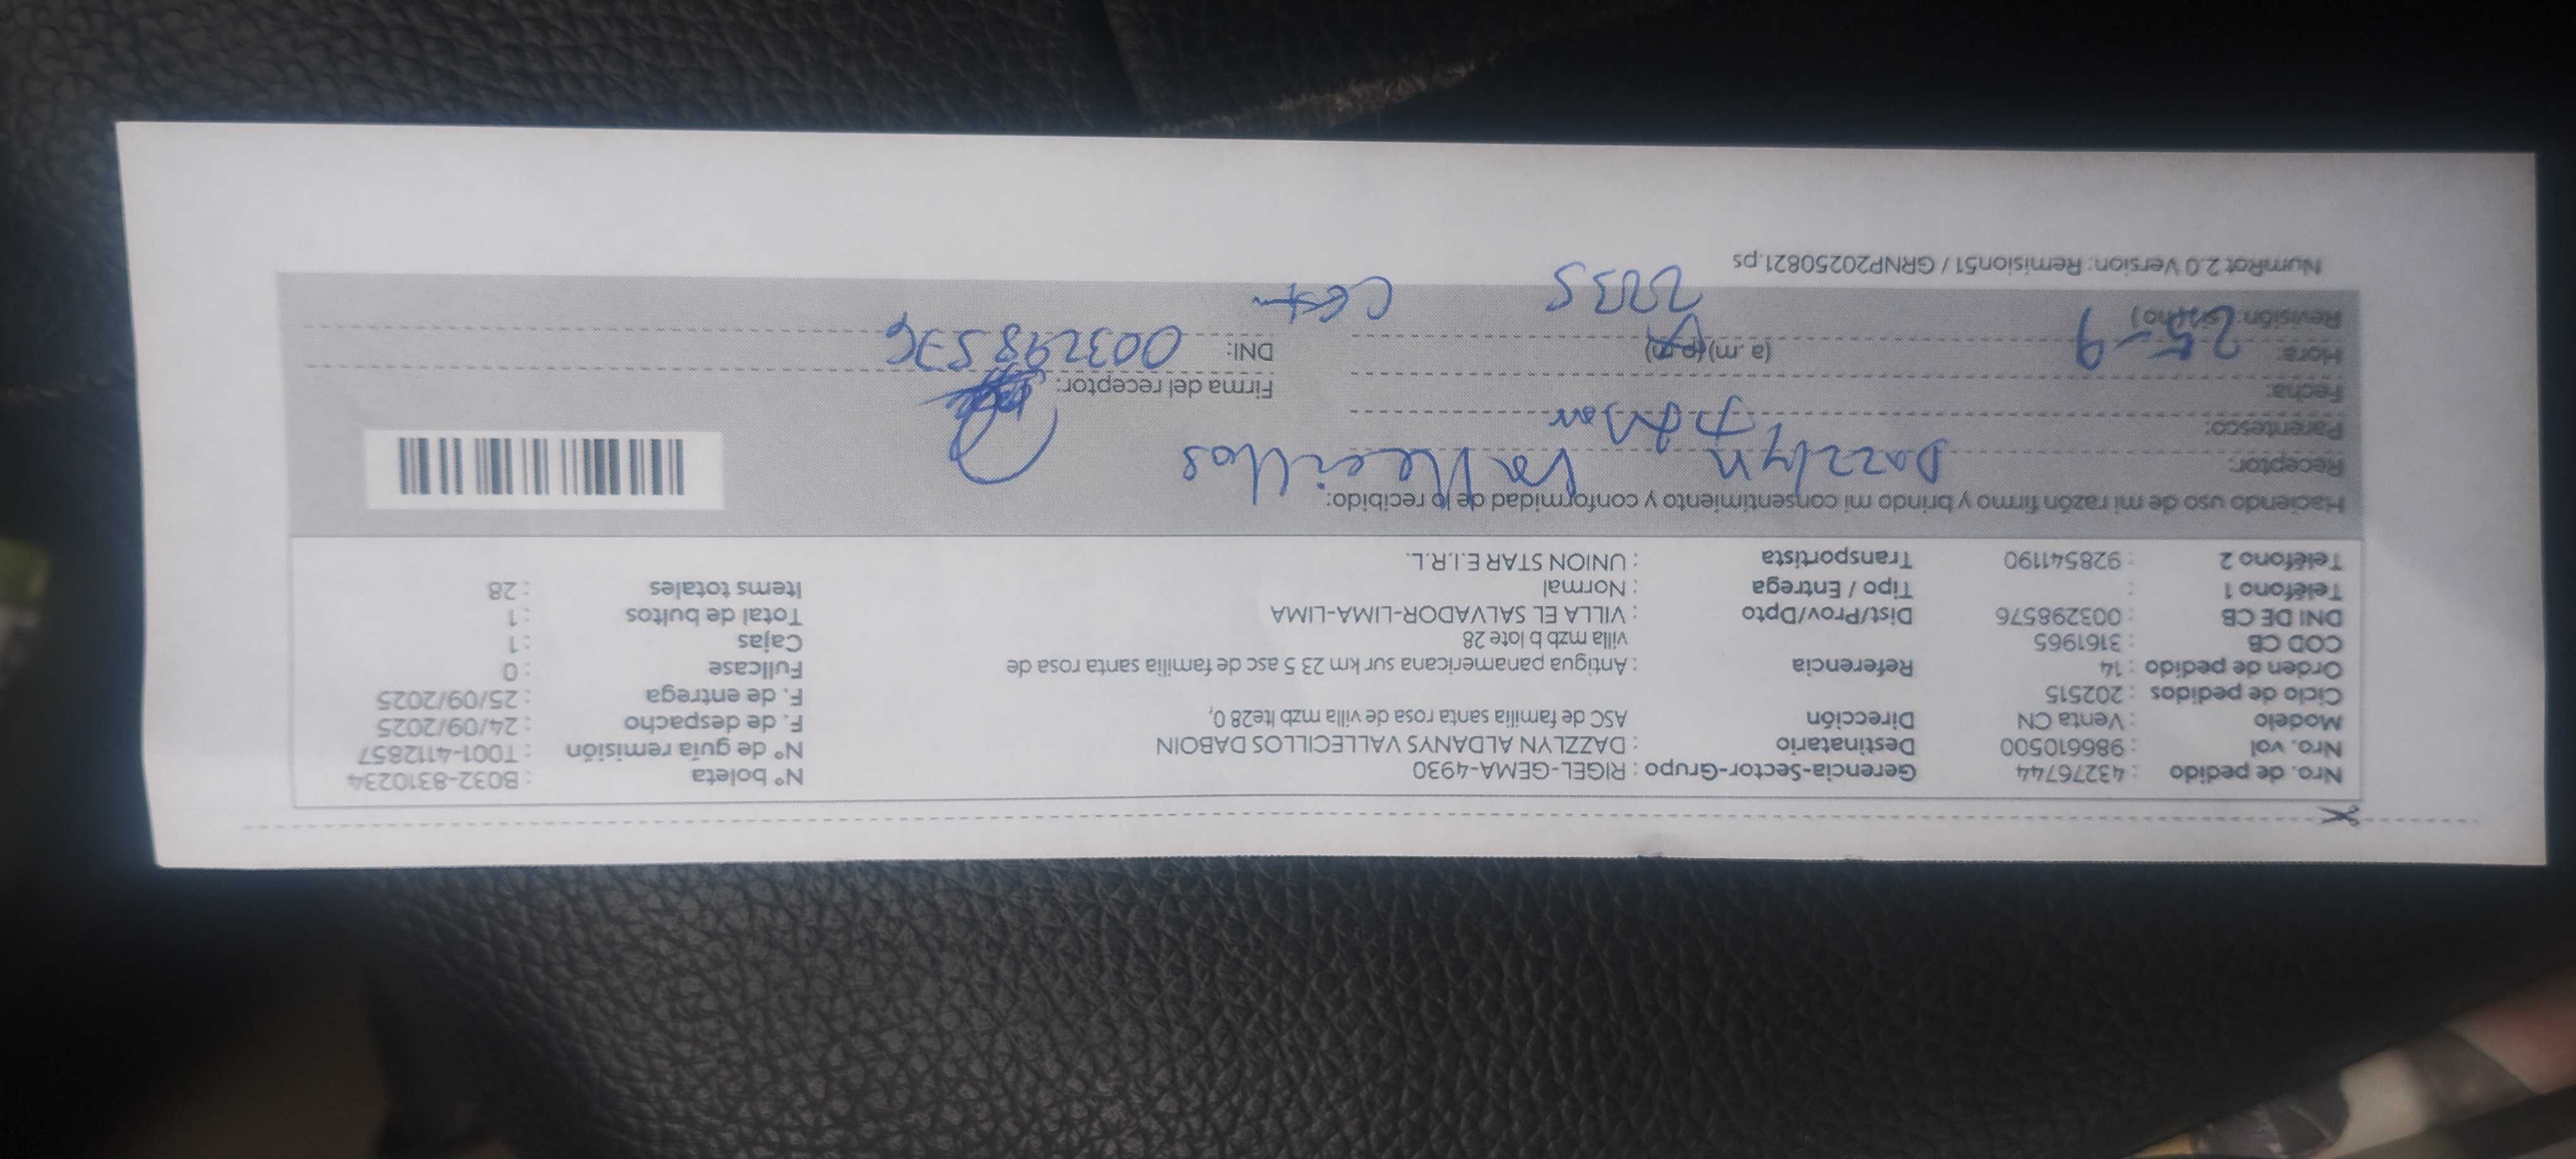 Nro. de pedido : 43276744 Gerencia-Sector-Grupo : RIGEL-GEMA-4930 N° boleta : B032-8310234
Nro. vol : 986610500 Destinatario : DAZZLYN ALDANYS VALLECILLOS DABOIN N° de guía remisión : T001-4112857
Modelo : Venta CN Dirección ASC de familia santa rosa de villa mzb lte28 0, F. de despacho : 24/09/2025
Ciclo de pedidos : 202515 F. de entrega : 25/09/2025
Orden de pedido : 14 Referencia : Antigua panamericana sur km 23 5 asc de familia santa rosa de Fullcase : 0
COD CB : 3161965 villa mzb b lote 28 Cajas : 1
DNI DE CB : 003298576 Dist/Prov/Dpto : VILLA EL SALVADOR-LIMA-LIMA Total de bultos : 1
Teléfono 1 : Tipo / Entrega : Normal Items totales : 28
Teléfono 2 : 928541190 Transportista : UNION STAR E.I.R.L.
Haciendo uso de mi razón firmo y brindo mi consentimiento y conformidad de lo recibido:
Receptor: Dazzlyn Vallecillos
Parentesco:
Fecha: Firma del receptor:
Hora: 25-9 (a .m) (p.m) DNI: 003298576
Revisión: si) (no)
2235
NumRot 2.0 Version: Remision51 / GRNP20250821.ps